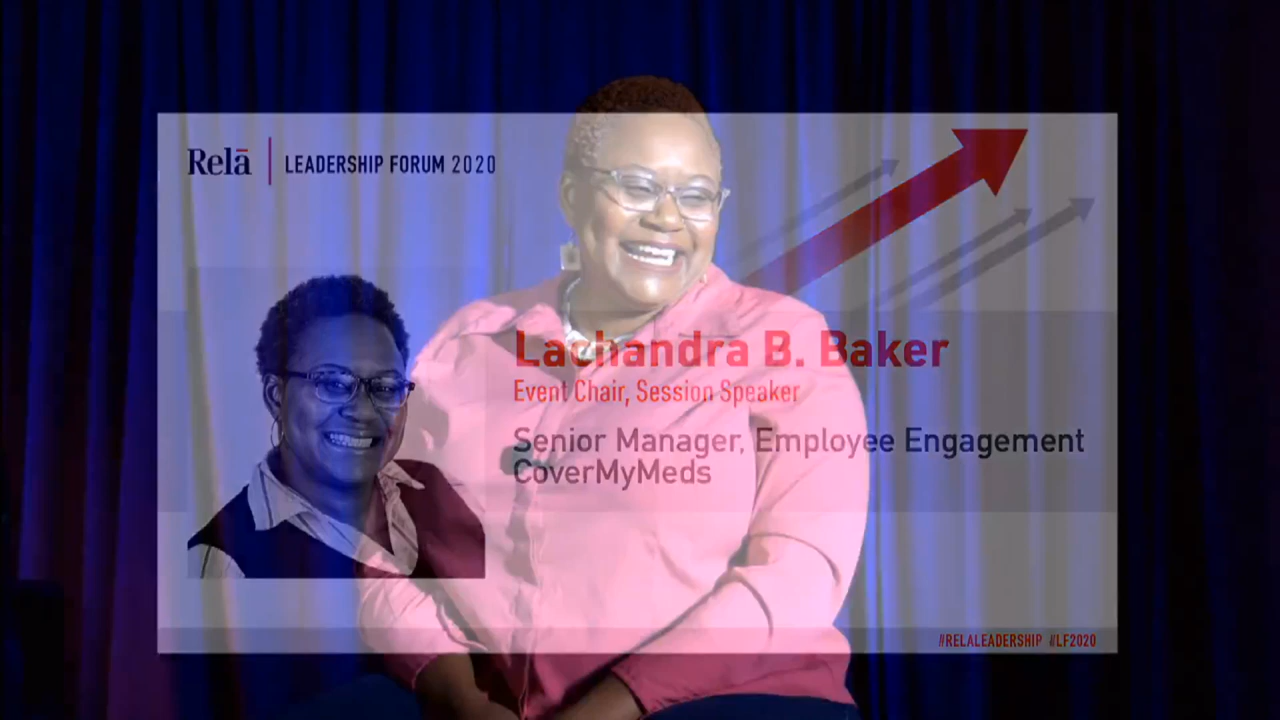 Relā | LEADERSHIP FORUM 2020
Lachandra B. Baker
Event Chair, Session Speaker
Senior Manager, Employee Engagement
CoverMyMeds
#RELALEADERSHIP #LF2020